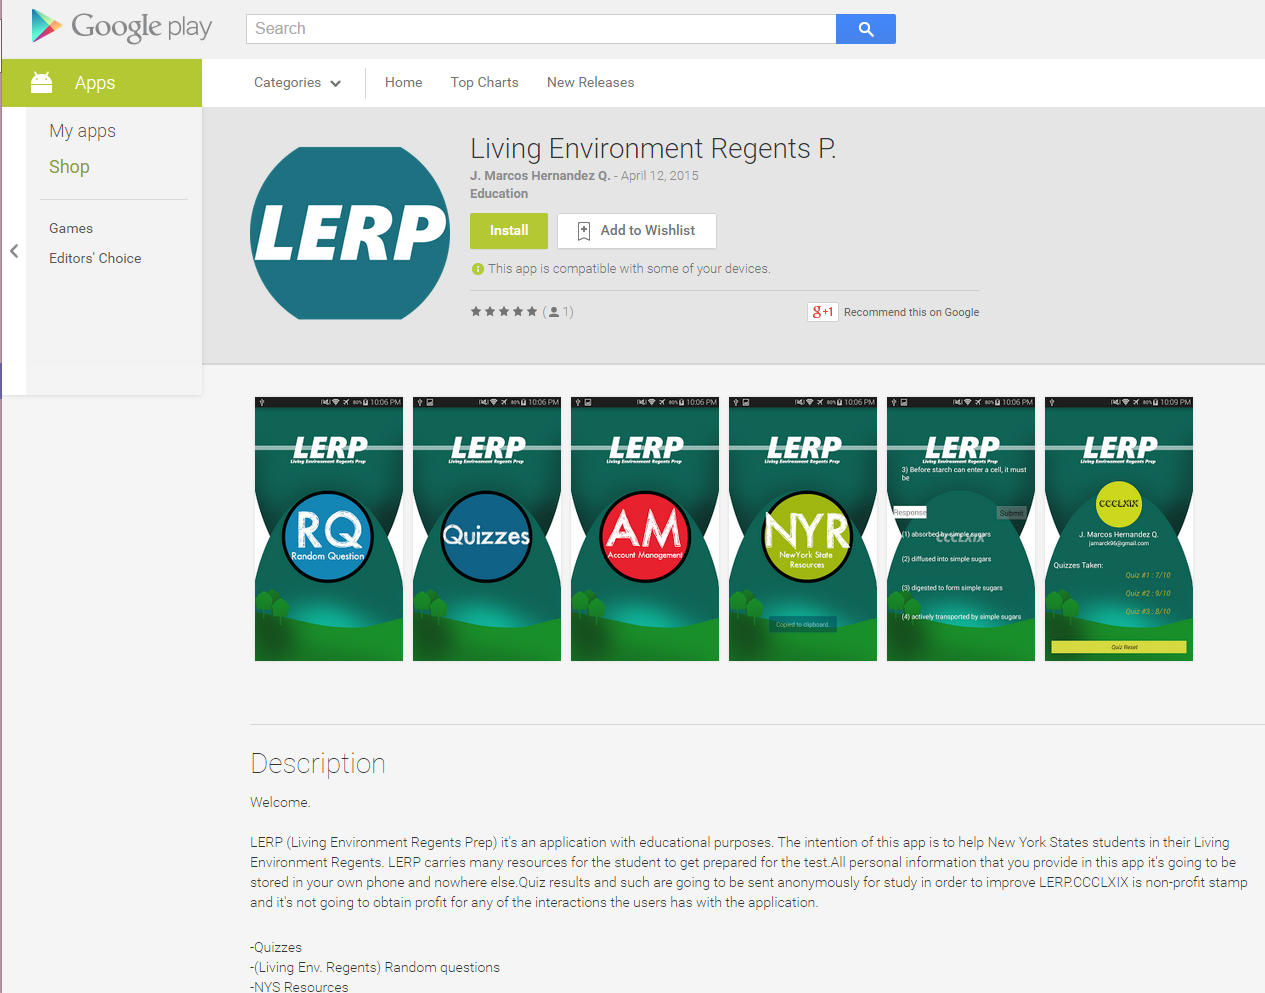 Google play
Search
Apps
Categories
Home
Top Charts
New Releases
My apps
Shop
Games
Editors' Choice
LERP
Living Environment Regents P.
J. Marcos Hernandez Q. - April 12, 2015
Education
Install
Add to Wishlist
This app is compatible with some of your devices.
( 1)
g+1 Recommend this on Google
80% 10:06 PM
LERP
Living Environment Regents Prep
RQ
Random Question
80% 10:06 PM
LERP
Living Environment Regents Prep
Quizzes
80% 10:06 PM
LERP
Living Environment Regents Prep
AM
Account Management
80% 10:06 PM
LERP
Living Environment Regents Prep
NYR
NewYork State
Resources
Copied to clipboard.
80% 10:06 PM
LERP
Living Environment Regents Prep
3) Before starch can enter a cell, it must
be
Response
Submit
CCCLXIX
(1) absorbed by simple sugars
(2) diffused into simple sugars
(3) digested to form simple sugars
(4) actively transported by simple sugars
80% 10:09 PM
LERP
Living Environment Regents Prep
CCCLXIX
J. Marcos Hernandez Q.
jamarck96@gmail.com
Quizzes Taken:
Quiz #1 : 7/10
Quiz #2 : 9/10
Quiz #3 : 8/10
Quiz Reset
Description
Welcome.
LERP (Living Environment Regents Prep) it's an application with educational purposes. The intention of this app is to help New York States students in their Living
Environment Regents. LERP carries many resources for the student to get prepared for the test.All personal information that you provide in this app it's going to be
stored in your own phone and nowhere else.Quiz results and such are going to be sent anonymously for study in order to improve LERP.CCCLXIX is non-profit stamp
and it's not going to obtain profit for any of the interactions the users has with the application.
-Quizzes
-(Living Env. Regents) Random questions
-NYS Resources